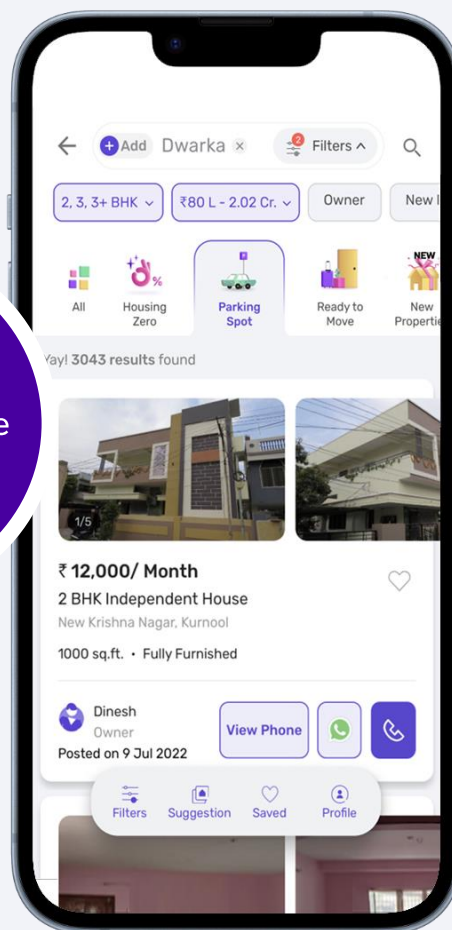 Add Dwarka × 2 Filters
2, 3, 3+ BHK ₹80 L - 2.02 Cr. Owner New
NEW
%
P
All Housing Zero Parking Spot Ready to Move New
Yay! 3043 results found
1/5
₹ 12,000/ Month
2 BHK Independent House
New Krishna Nagar, Kurnool
1000 sq.ft. • Fully Furnished
Dinesh
Owner
View Phone
Posted on 9 Jul 2022
Filters Suggestion Saved Profile